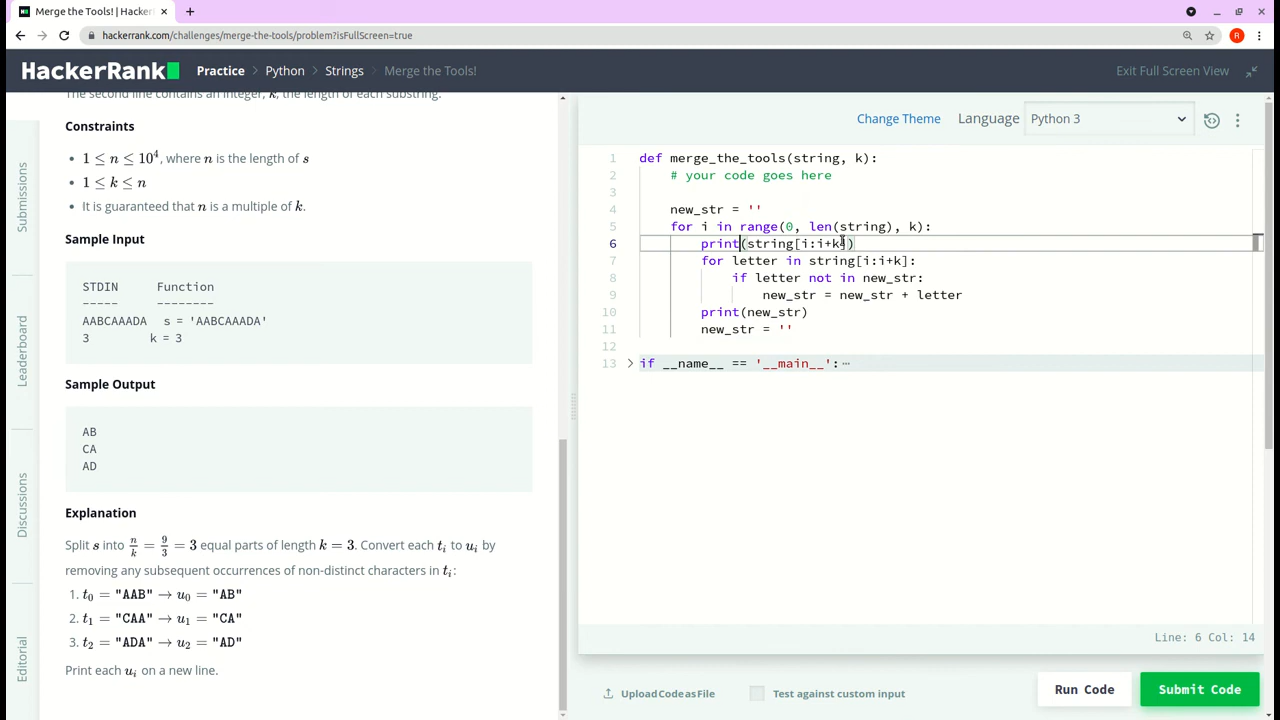 Merge the Tools! | Hacker
hackerrank.com/challenges/merge-the-tools/problem?isFullScreen=true
R
HackerRank
Practice
Python
Strings
Merge the Tools!
Exit Full Screen View
Submissions
Leaderboard
Discussions
Editorial
The second line contains an integer, k, the length of each substring.
Constraints
• 1 ≤ n ≤ 10⁴, where n is the length of s
• 1 ≤ k ≤ n
• It is guaranteed that n is a multiple of k.
Sample Input
STDIN Function
----- --------
AABCAAADA s = 'AABCAAADA'
3 k = 3
Sample Output
AB
CA
AD
Explanation
Split s into n/k = 9/3 = 3 equal parts of length k = 3. Convert each tᵢ to uᵢ by
removing any subsequent occurrences of non-distinct characters in tᵢ:
1. t₀ = "AAB" → u₀ = "AB"
2. t₁ = "CAA" → u₁ = "CA"
3. t₂ = "ADA" → u₂ = "AD"
Print each uᵢ on a new line.
Change Theme
Language
Python 3
1 def merge_the_tools(string, k):
2 # your code goes here
3
4 new_str = ''
5 for i in range(0, len(string), k):
6 print(string[i:i+k])
7 for letter in string[i:i+k]:
8 if letter not in new_str:
9 new_str = new_str + letter
10 print(new_str)
11 new_str = ''
12
13 if __name__ == '__main__':
Line: 6 Col: 14
Upload Code as File
Test against custom input
Run Code
Submit Code